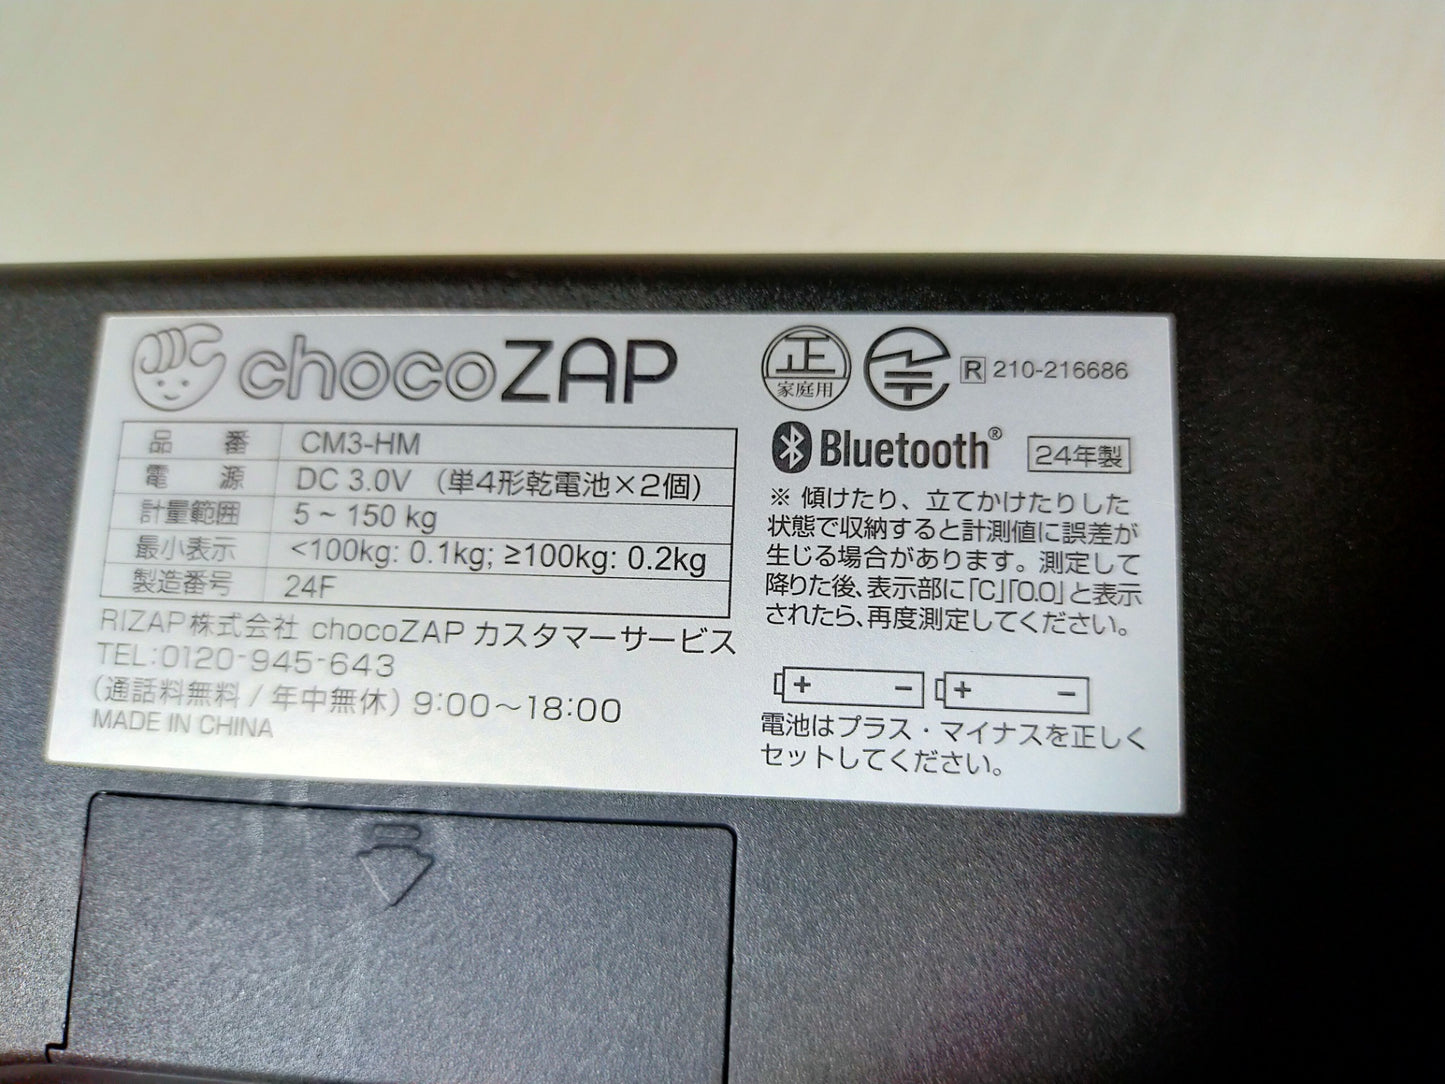 chocoZAP
品番 CM3-HM
電源 DC 3.0V (単4形乾電池×2個)
計量範囲 5 ~ 150 kg
最小表示 <100kg: 0.1kg; ≥100kg: 0.2kg
製造番号 24F
RIZAP株式会社 chocoZAP カスタマーサービス
TEL:0120-945-643
(通話料無料 / 年中無休) 9:00～18:00
MADE IN CHINA
正
家庭用
R 210-216686
Bluetooth®
24年製
※ 傾けたり、立てかけたりした
状態で収納すると計測値に誤差が
生じる場合があります。測定して
降りた後、表示部に「C」「0.0」と表示
されたら、再度測定してください。
+ − + −
電池はプラス・マイナスを正しく
セットしてください。